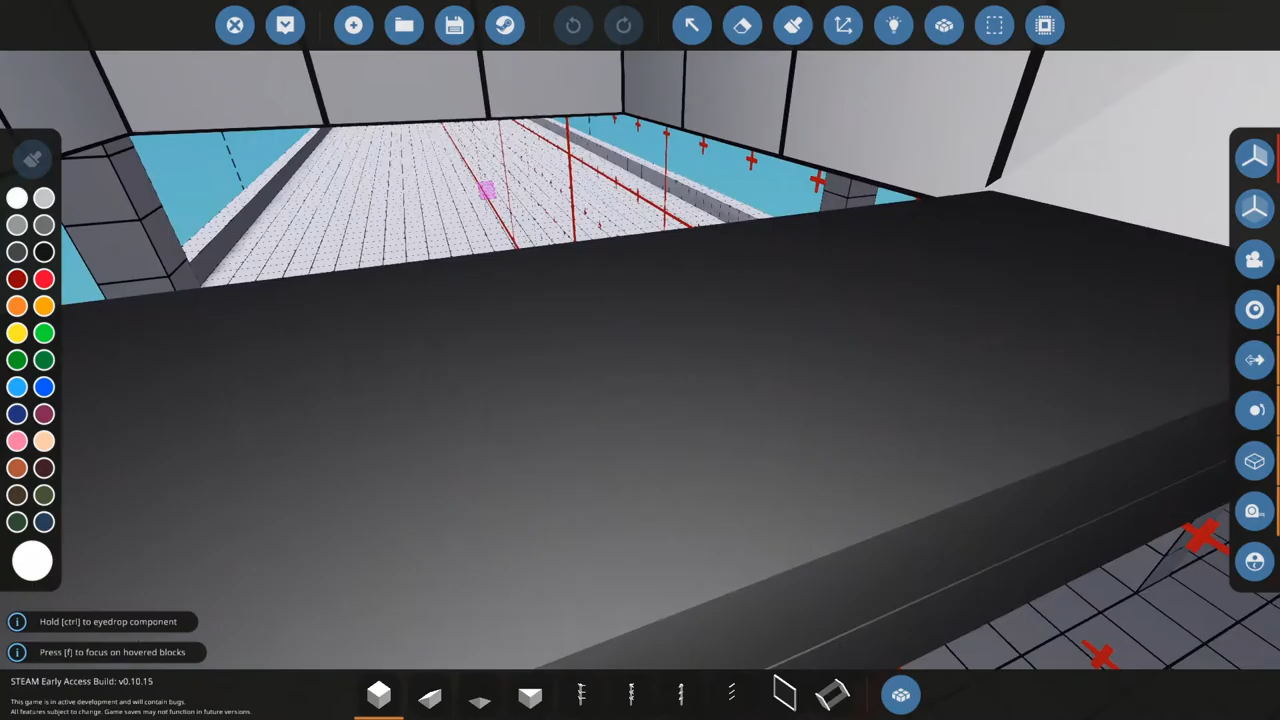 Hold [ctrl] to eyedrop component
Press [f] to focus on hovered blocks
STEAM Early Access Build: v0.10.15
This game is in active development and will contain bugs.
All features subject to change. Game saves may not function in future versions.